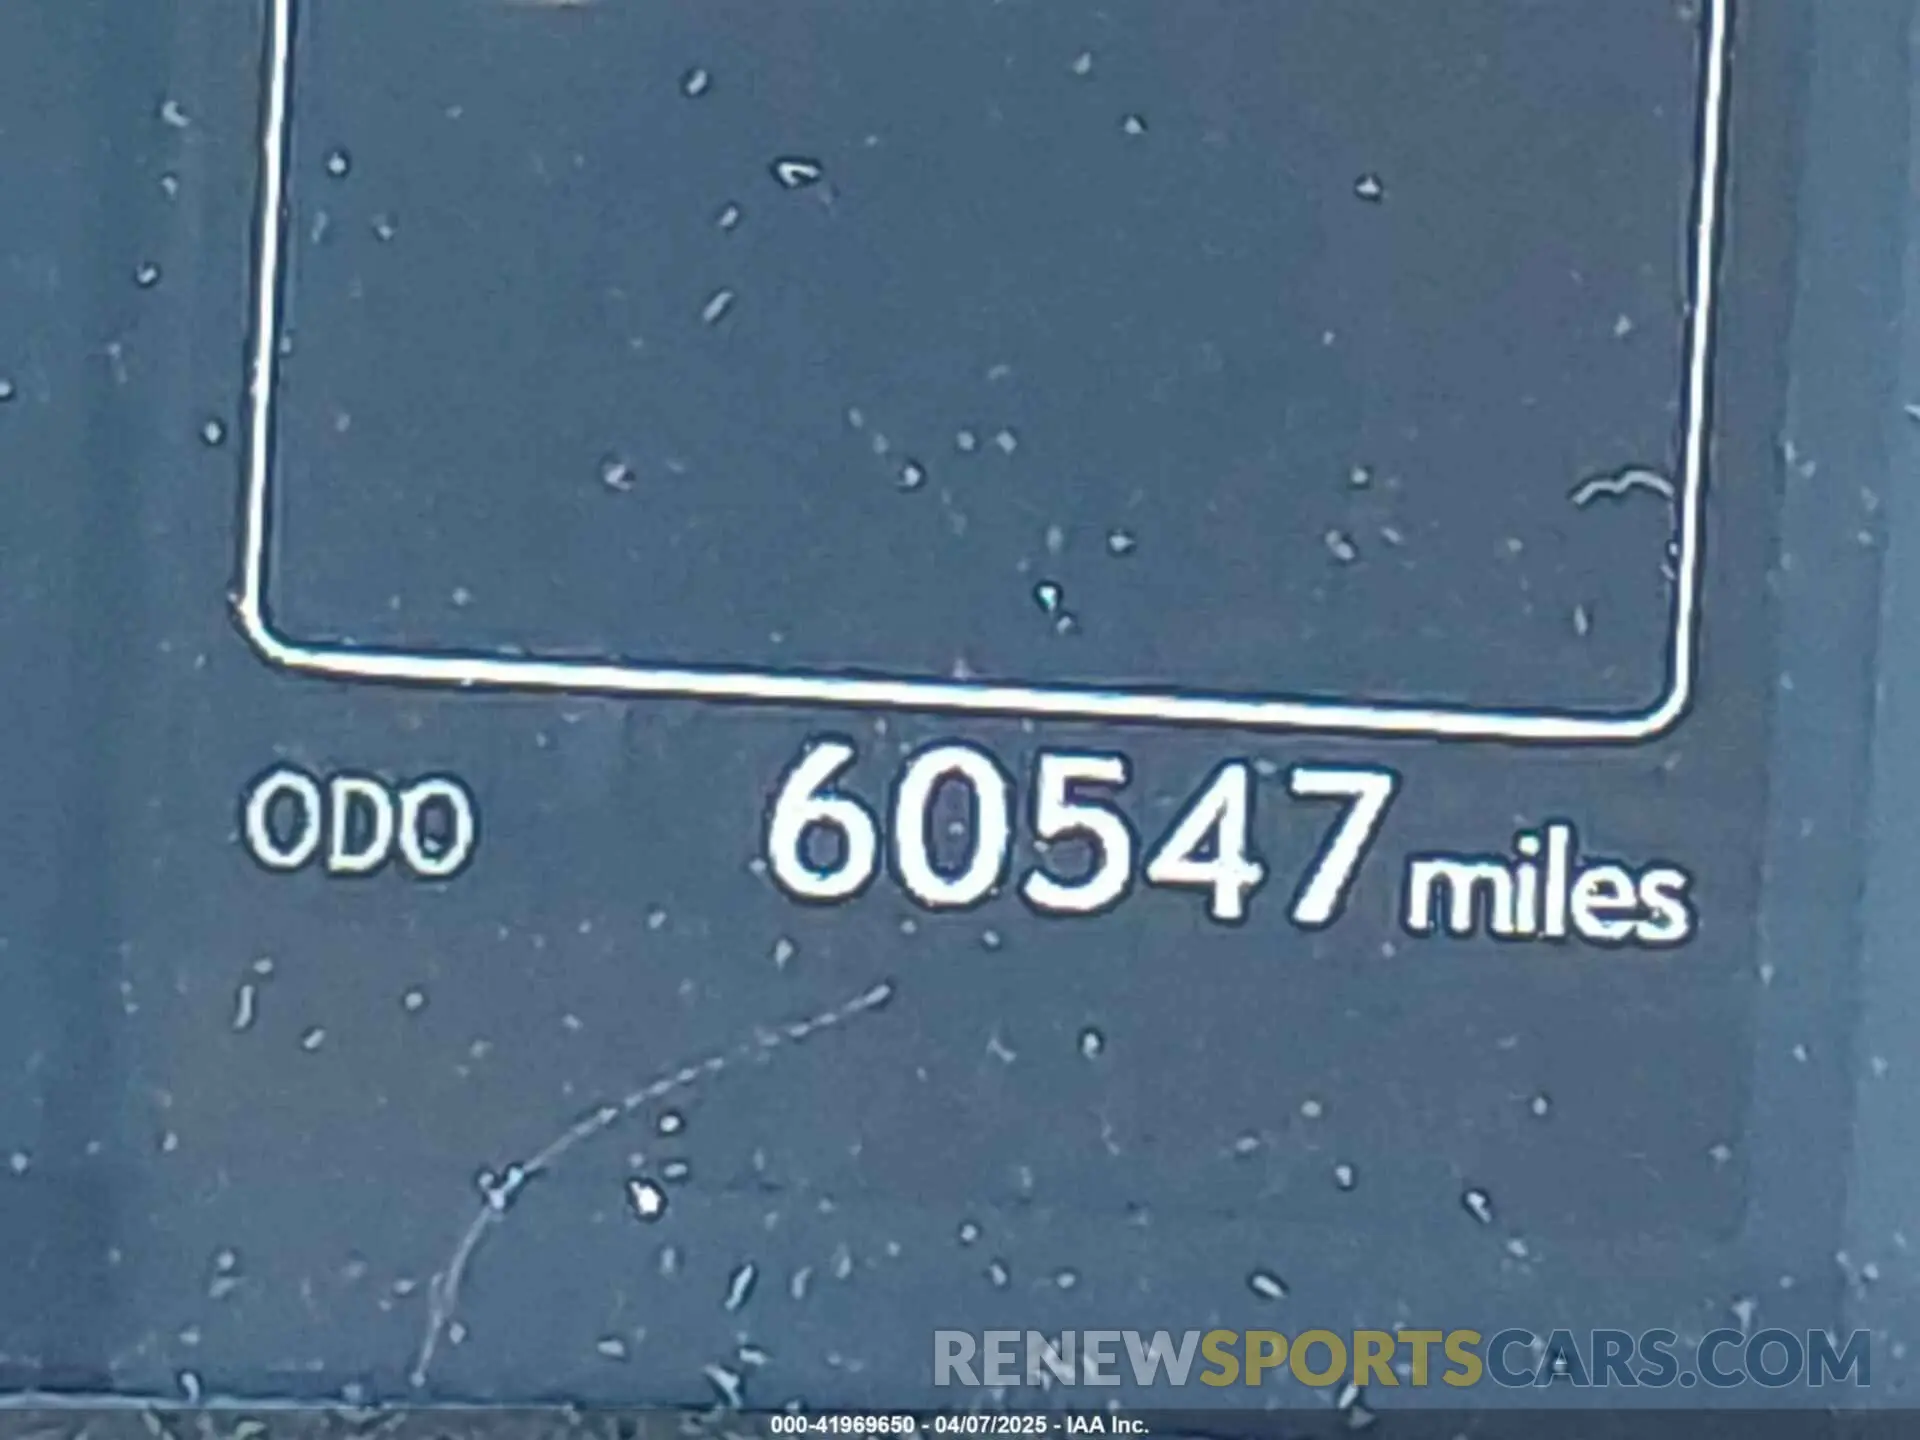 ODO 60547 miles
RENEWSPORTSCARS.COM
000-41969650 - 04/07/2025 - IAA Inc.